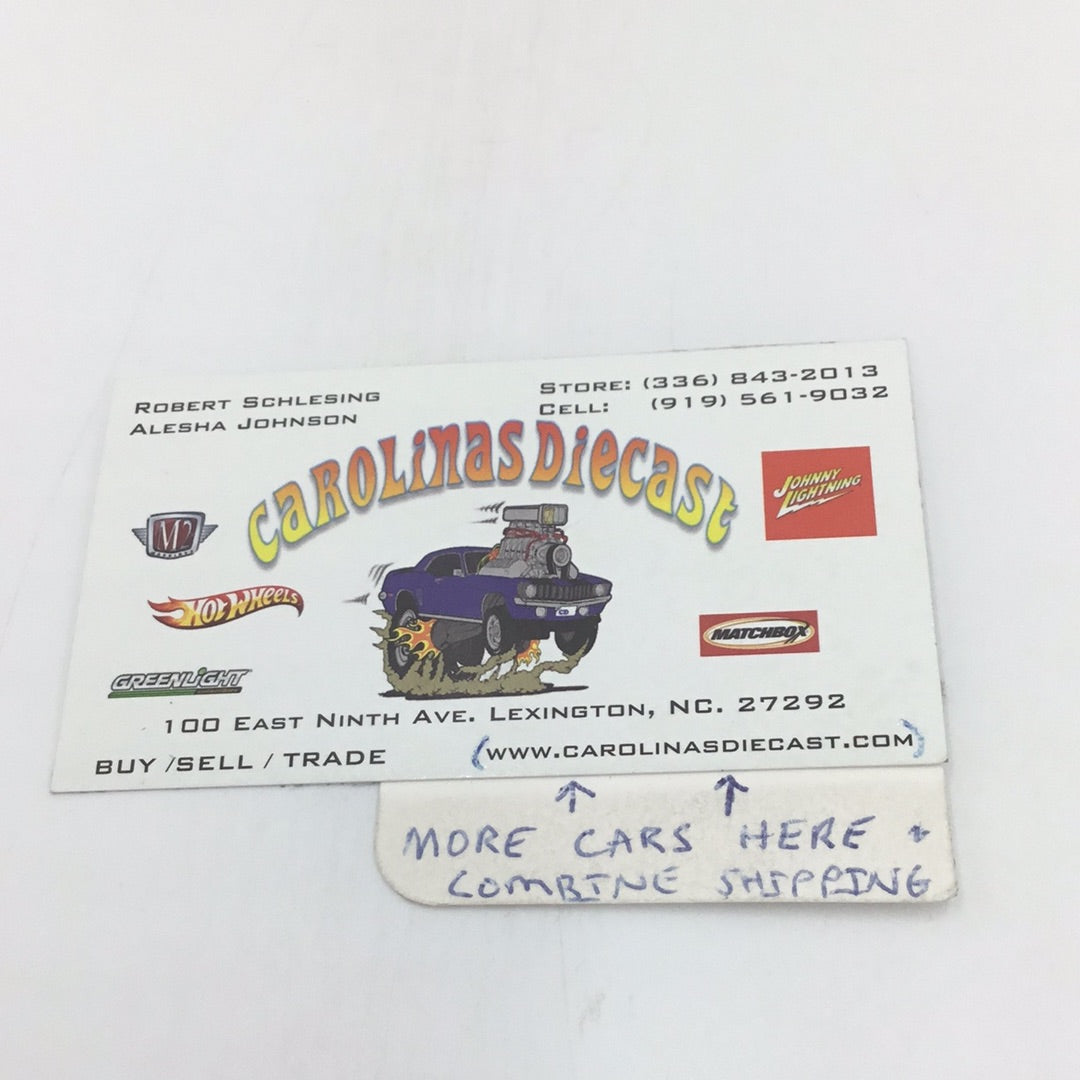 ROBERT SCHLESING
ALESHA JOHNSON
STORE: (336) 843-2013
CELL: (919) 561-9032
CAROLINAS DIECAST
M2
HOT WHEELS
GREENLIGHT
JOHNNY
LIGHTNING
MATCHBOX
100 EAST NINTH AVE. LEXINGTON, NC. 27292
BUY /SELL / TRADE
(WWW.CAROLINASDIECAST.COM)
MORE CARS HERE +
COMBINE SHIPPING